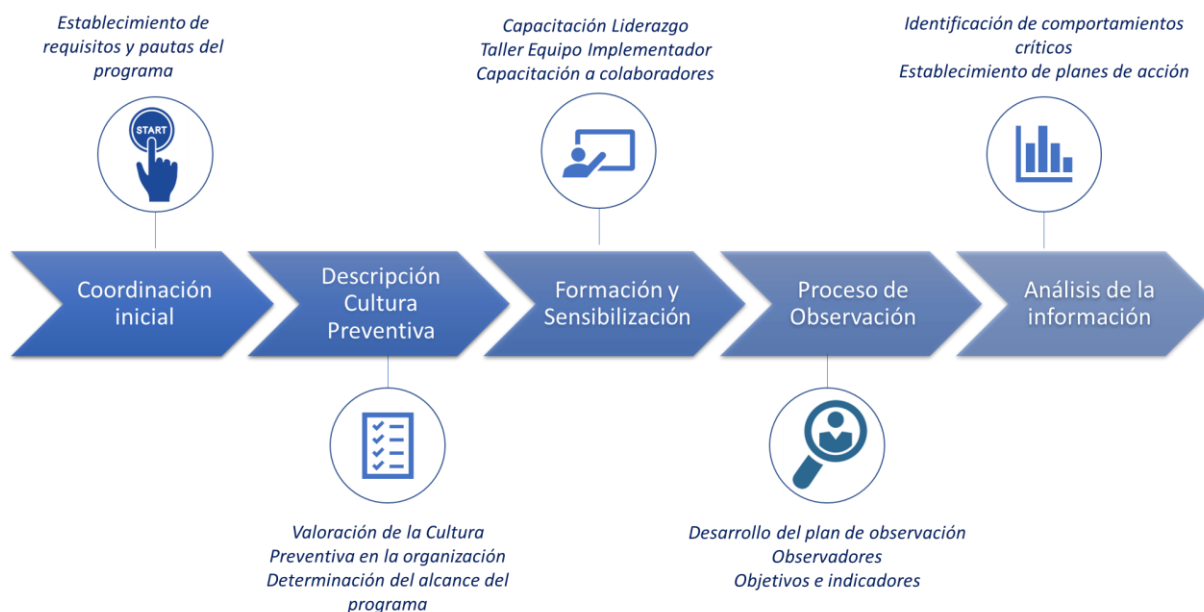 Establecimiento de
requisitos y pautas del
programa
START
Capacitación Liderazgo
Taller Equipo Implementador
Capacitación a colaboradores
Identificación de comportamientos
críticos
Establecimiento de planes de acción
Coordinación
inicial
Descripción
Cultura
Preventiva
Formación y
Sensibilización
Proceso de
Observación
Análisis de la
información
Valoración de la Cultura
Preventiva en la organización
Determinación del alcance del
programa
Desarrollo del plan de observación
Observadores
Objetivos e indicadores